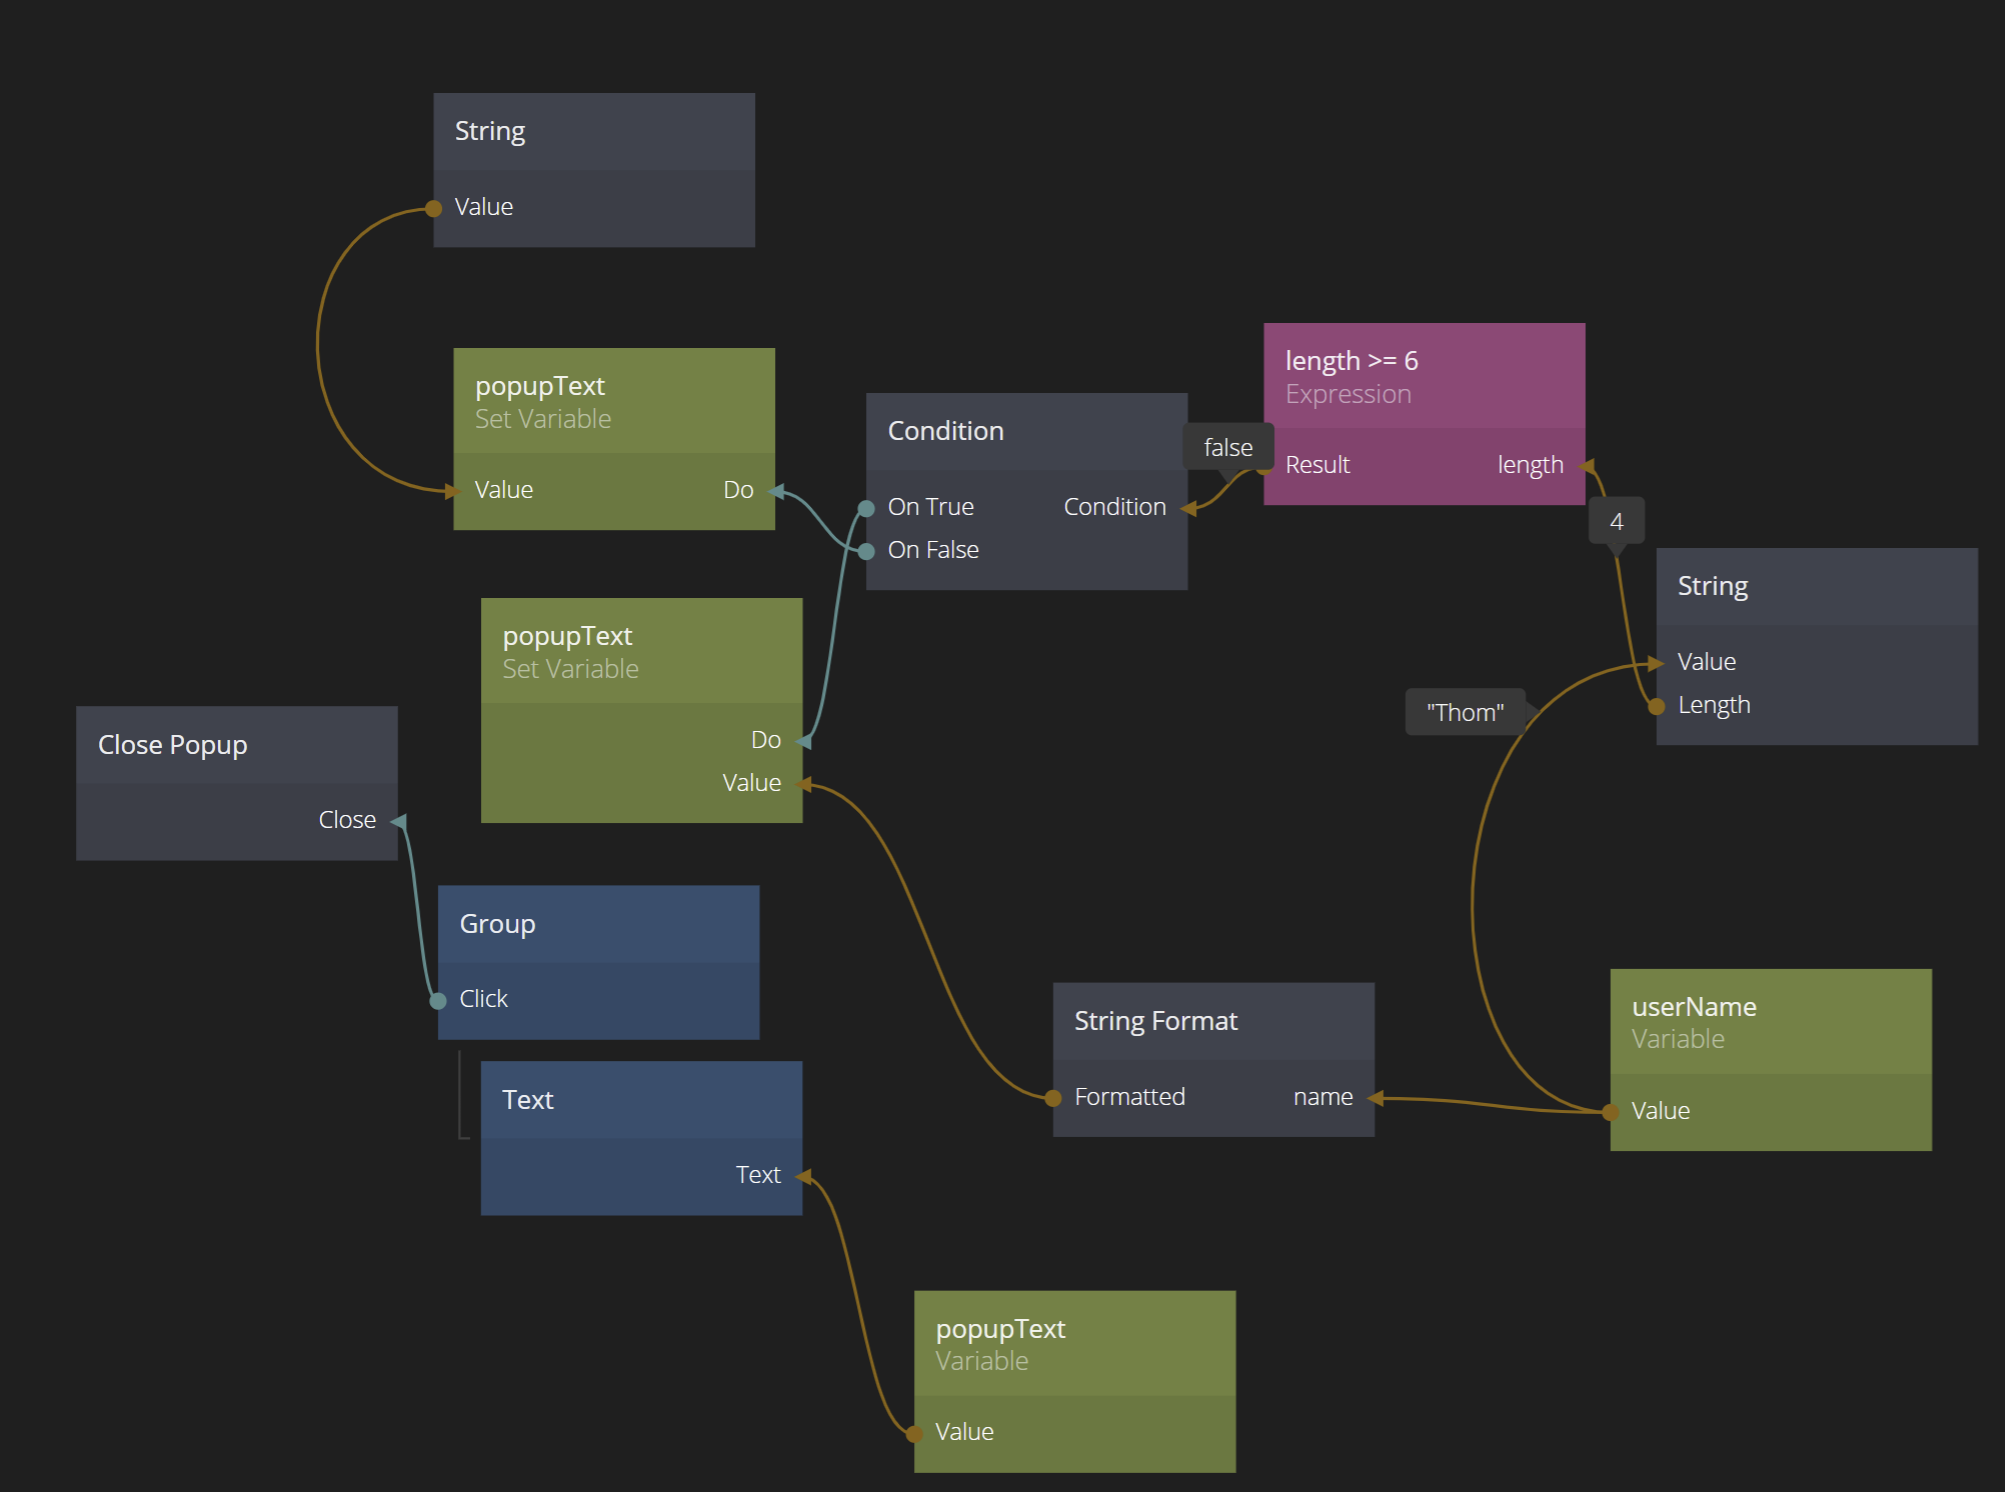 String
Value
popupText
Set Variable
Value
Do
Condition
On True
Condition
On False
false
length >= 6
Expression
Result
length
4
String
Value
Length
"Thom"
popupText
Set Variable
Do
Value
Close Popup
Close
Group
Click
Text
Text
String Format
Formatted
name
userName
Variable
Value
popupText
Variable
Value